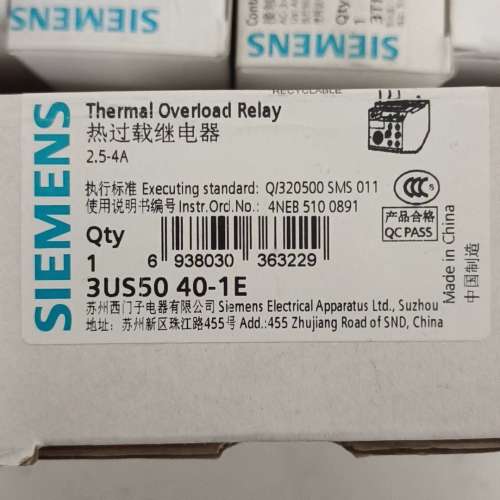 SIEMENS
SIEMENS
Qty
1
RECYCLABLE
SIEMENS
Thermal Overload Relay
热过载继电器
2.5-4A
执行标准 Executing standard: Q/320500 SMS 011
使用说明书编号 Instr.Ord.No.: 4NEB 510 0891
CCC
产品合格
QC PASS
Made in China
中国制造
Qty
1
6 938030 363229
3US50 40-1E
苏州西门子电器有限公司 Siemens Electrical Apparatus Ltd., Suzhou
地址: 苏州新区珠江路455号 Add.:455 Zhujiang Road of SND, China